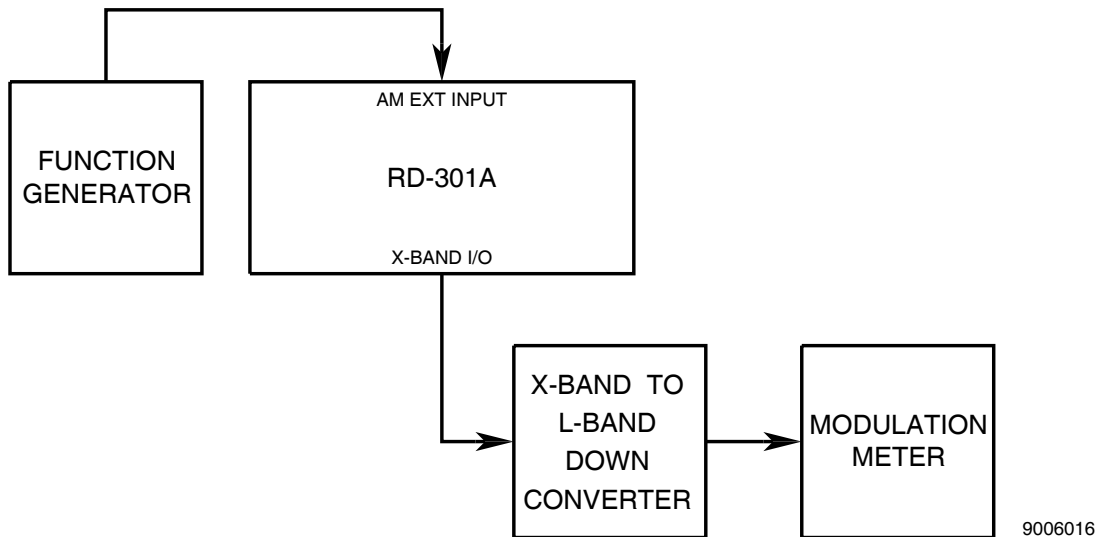 AM EXT INPUT
FUNCTION
GENERATOR
RD-301A
X-BAND I/O
X-BAND TO
L-BAND
DOWN
CONVERTER
MODULATION
METER
9006016